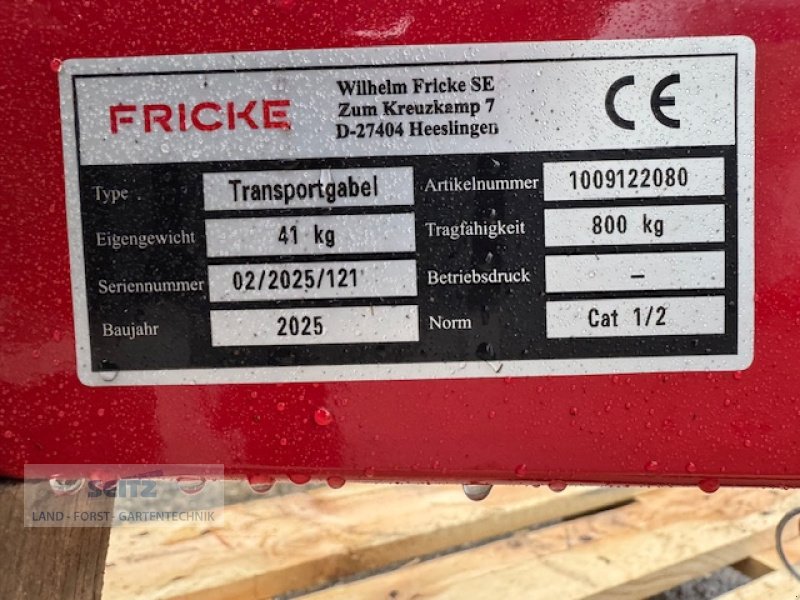 FRICKE
Wilhelm Fricke SE
Zum Kreuzkamp 7
D-27404 Heeslingen
CE
Type Transportgabel Artikelnummer 1009122080
Eigengewicht 41 kg Tragfähigkeit 800 kg
Seriennummer 02/2025/121 Betriebsdruck –
Baujahr 2025 Norm Cat 1/2
SEITZ
LAND - FORST - GARTENTECHNIK